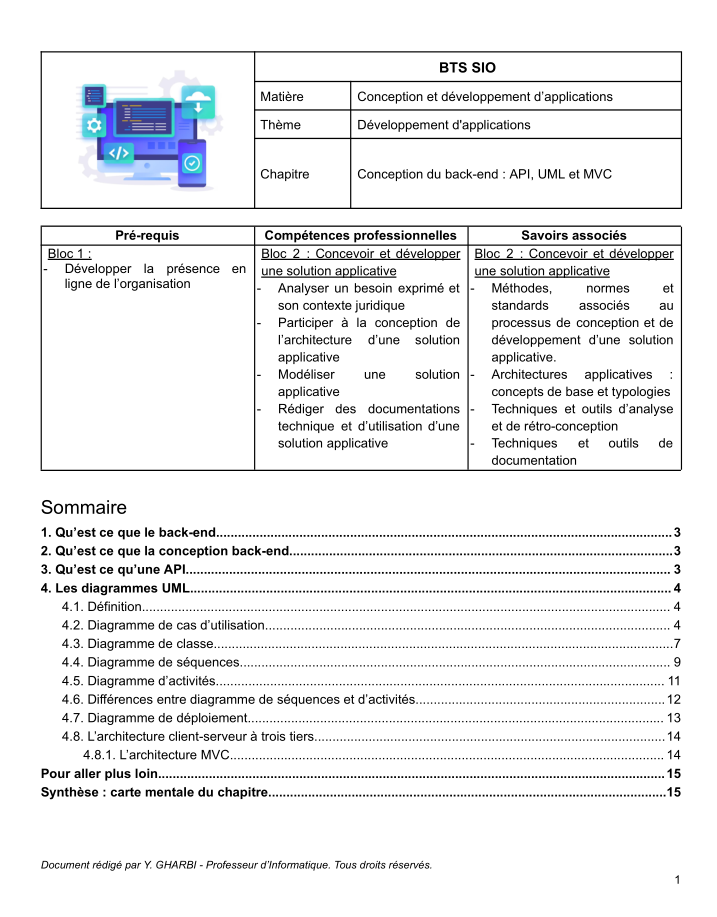 BTS SIO
Matière
Conception et développement d'applications
Thème
Développement d'applications
Chapitre
Conception du back-end : API, UML et MVC
Pré-requis
Compétences professionnelles
Savoirs associés
Bloc 1 :
- Développer la présence en
ligne de l'organisation
Bloc 2 : Concevoir et développer
une solution applicative
- Analyser un besoin exprimé et
son contexte juridique
- Participer à la conception de
l'architecture d'une solution
applicative
- Modéliser une solution
applicative
- Rédiger des documentations
technique et d'utilisation d'une
solution applicative
Bloc 2 : Concevoir et développer
une solution applicative
- Méthodes, normes et
standards associés au
processus de conception et de
développement d'une solution
applicative.
- Architectures applicatives :
concepts de base et typologies
- Techniques et outils d'analyse
et de rétro-conception
- Techniques et outils de
documentation
Sommaire
1. Qu'est ce que le back-end 3
2. Qu'est ce que la conception back-end 3
3. Qu'est ce qu'une API 3
4. Les diagrammes UML 4
4.1. Définition 4
4.2. Diagramme de cas d'utilisation 4
4.3. Diagramme de classe 7
4.4. Diagramme de séquences 9
4.5. Diagramme d'activités 11
4.6. Différences entre diagramme de séquences et d'activités 12
4.7. Diagramme de déploiement 13
4.8. L'architecture client-serveur à trois tiers 14
4.8.1. L'architecture MVC 14
Pour aller plus loin 15
Synthèse : carte mentale du chapitre 15
Document rédigé par Y. GHARBI - Professeur d'Informatique. Tous droits réservés.
1